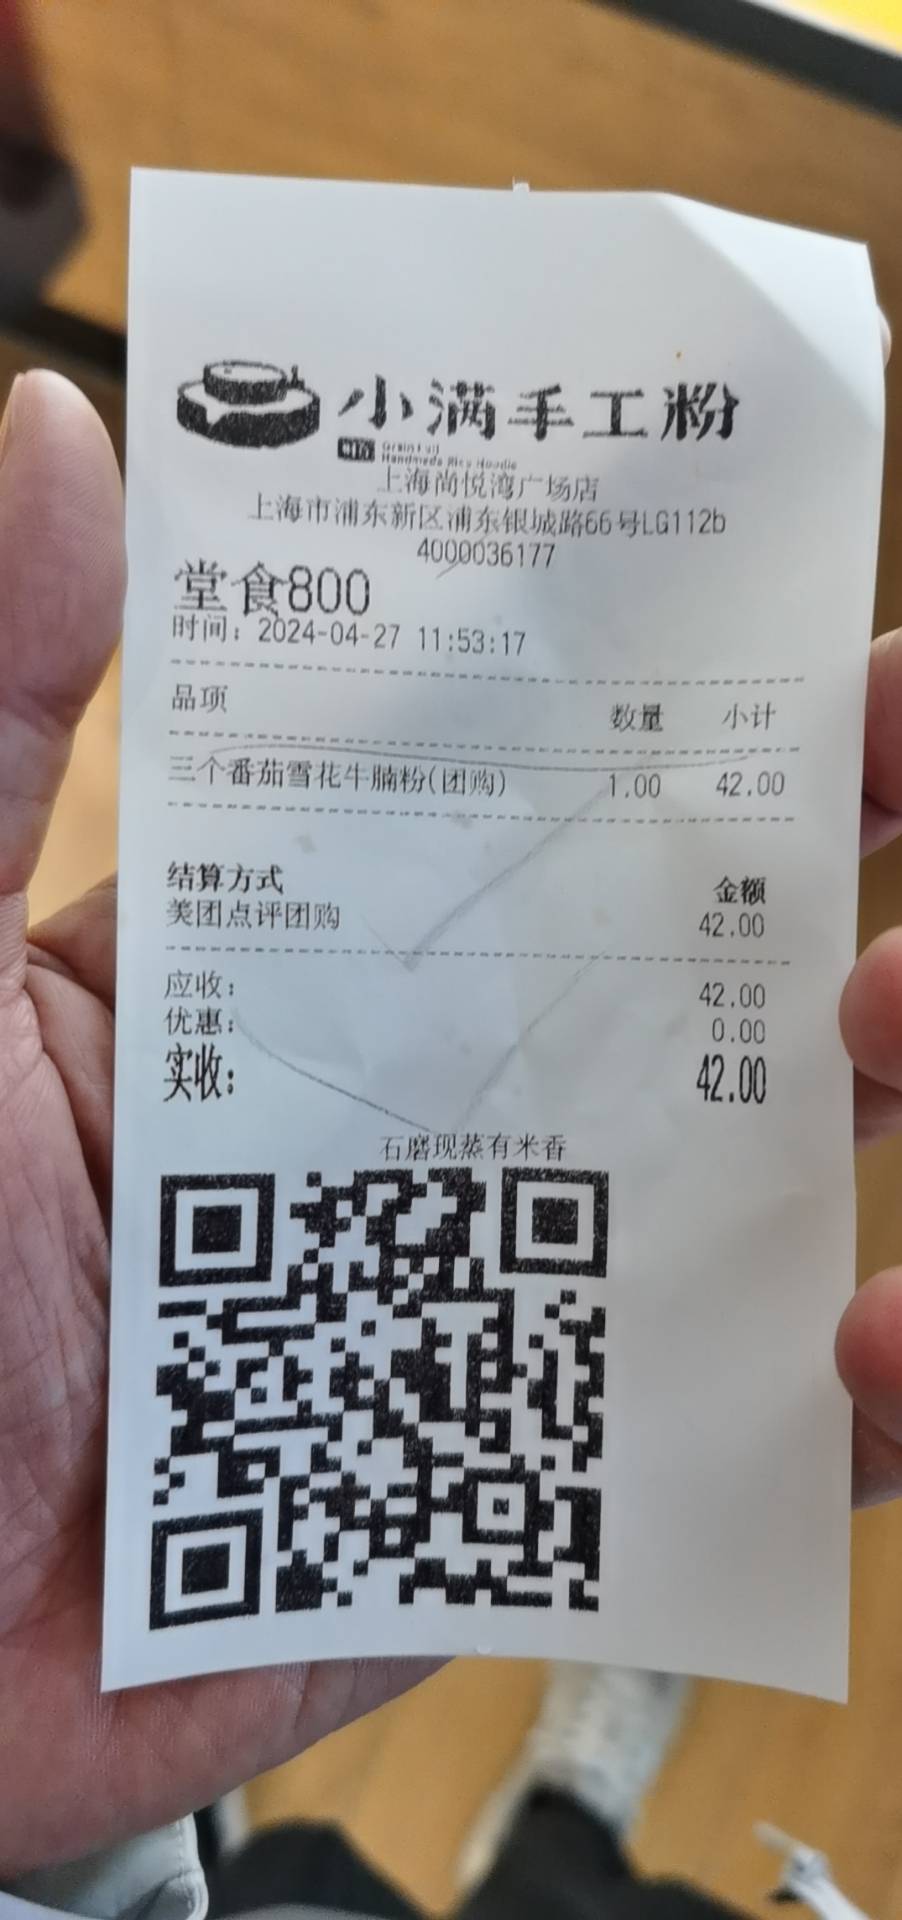 小满手工粉
Grain Full
Handmade Rice Noodle
上海尚悦湾广场店
上海市浦东新区浦东银城路66号LG112b
4000036177
堂食800
时间：2024-04-27 11:53:17
品项 数量 小计
三个番茄雪花牛腩粉(团购) 1.00 42.00
结算方式 金额
美团点评团购 42.00
应收： 42.00
优惠： 0.00
实收： 42.00
石磨现蒸有米香